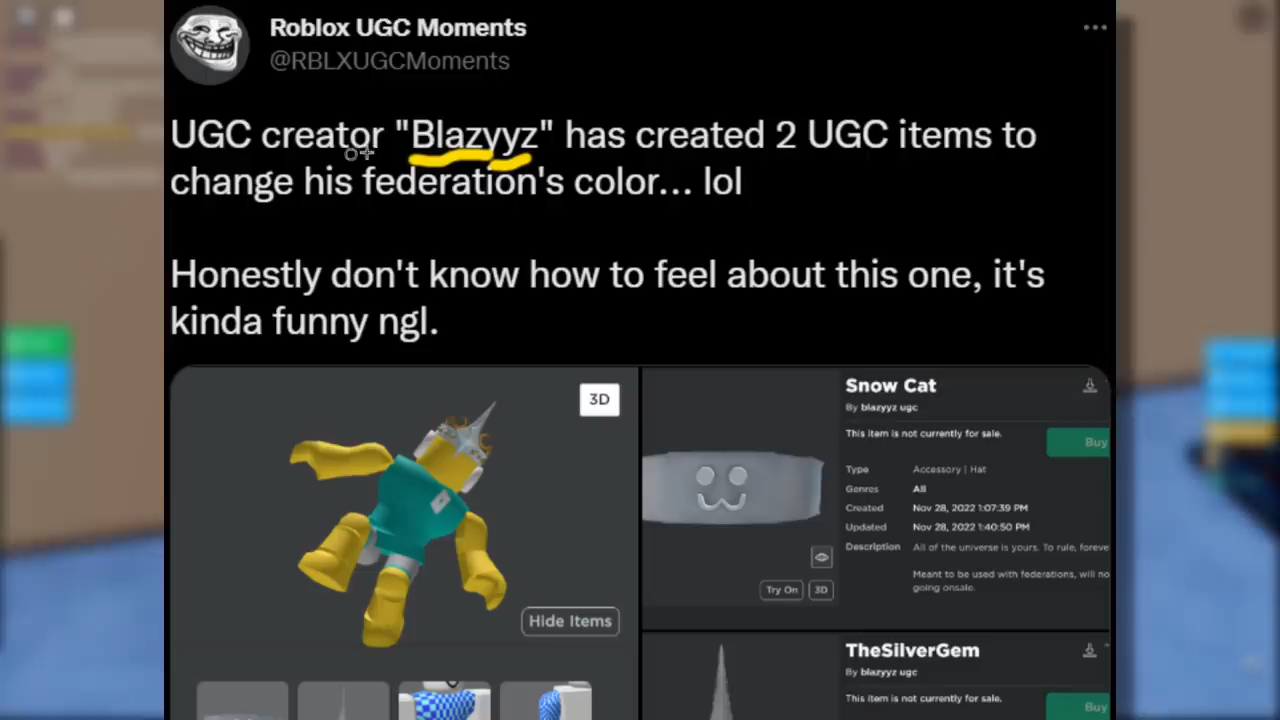 Roblox UGC Moments
@RBLXUGCMoments
UGC creator "Blazyyz" has created 2 UGC items to
change his federation's color... lol
Honestly don't know how to feel about this one, it's
kinda funny ngl.
3D
Hide Items
Snow Cat
By blazyyz ugc
This item is not currently for sale.
Buy
Type Accessory | Hat
Genres All
Created Nov 28, 2022 1:07:39 PM
Updated Nov 28, 2022 1:40:50 PM
Description All of the universe is yours. To rule, foreve
Meant to be used with federations, will no
going onsale.
Try On 3D
TheSilverGem
By blazyyz ugc
This item is not currently for sale.
Buy